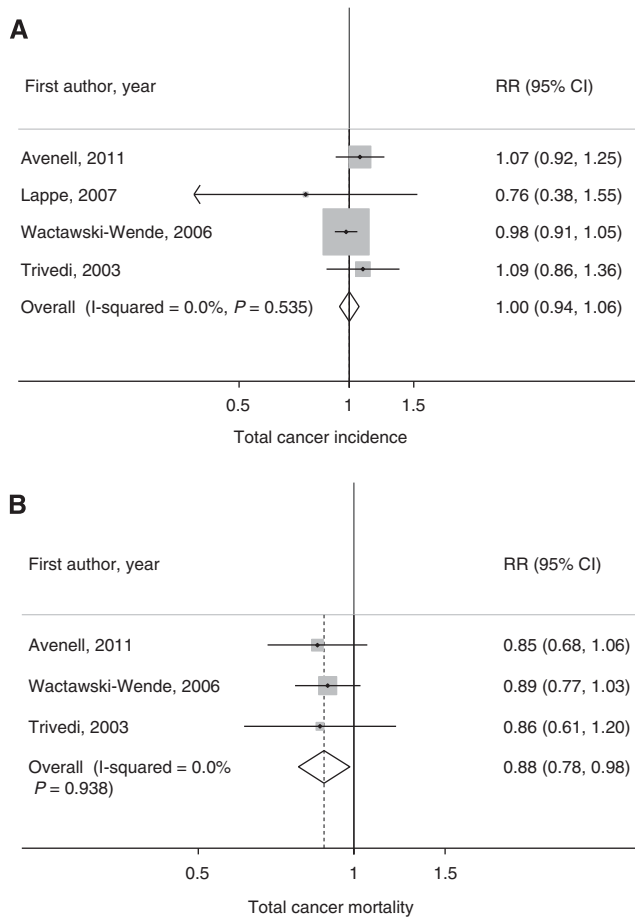 A
First author, year RR (95% CI)
Avenell, 2011 1.07 (0.92, 1.25)
Lappe, 2007 0.76 (0.38, 1.55)
Wactawski-Wende, 2006 0.98 (0.91, 1.05)
Trivedi, 2003 1.09 (0.86, 1.36)
Overall (I-squared = 0.0%, P = 0.535) 1.00 (0.94, 1.06)
0.5 1 1.5
Total cancer incidence
B
First author, year RR (95% CI)
Avenell, 2011 0.85 (0.68, 1.06)
Wactawski-Wende, 2006 0.89 (0.77, 1.03)
Trivedi, 2003 0.86 (0.61, 1.20)
Overall (I-squared = 0.0% 0.88 (0.78, 0.98)
P = 0.938)
0.5 1 1.5
Total cancer mortality